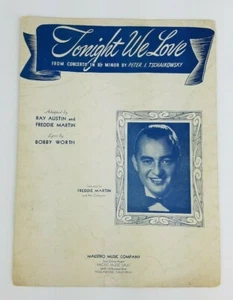 Tonight We Love
FROM CONCERTO IN Bb MINOR BY PETER I. TSCHAIKOWSKY
Adapted by
RAY AUSTIN and
FREDDIE MARTIN
Lyric by
BOBBY WORTH
FREDDIE MARTIN
MAESTRO MUSIC COMPANY